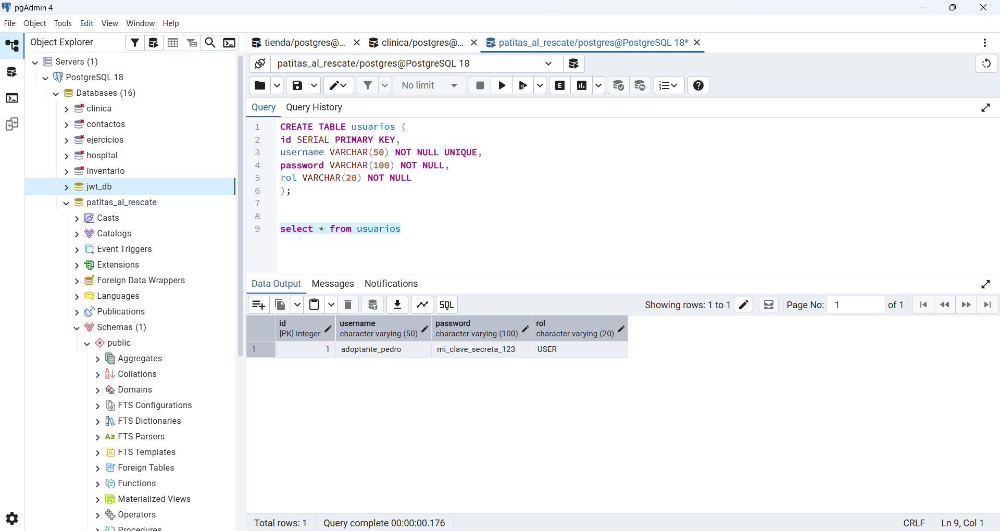 pgAdmin 4
File Object Tools Edit View Window Help
Object Explorer
tienda/postgres@... clinica/postgres@... patitas_al_rescate/postgres@PostgreSQL 18*
Servers (1)
PostgreSQL 18
Databases (16)
clinica
contactos
ejercicios
hospital
inventario
jwt_db
patitas_al_rescate
Casts
Catalogs
Event Triggers
Extensions
Foreign Data Wrappers
Languages
Publications
Schemas (1)
public
Aggregates
Collations
Domains
FTS Configurations
FTS Dictionaries
Aa FTS Parsers
FTS Templates
Foreign Tables
Functions
Materialized Views
Operators
Procedures
patitas_al_rescate/postgres@PostgreSQL 18
No limit
E
Query Query History
1 CREATE TABLE usuarios (
2 id SERIAL PRIMARY KEY,
3 username VARCHAR(50) NOT NULL UNIQUE,
4 password VARCHAR(100) NOT NULL,
5 rol VARCHAR(20) NOT NULL
6 );
7
8
9 select * from usuarios
Data Output Messages Notifications
SQL
Showing rows: 1 to 1
Page No: 1 of 1
id username password rol
[PK] integer character varying (50) character varying (100) character varying (20)
1 1 adoptante_pedro mi_clave_secreta_123 USER
Total rows: 1 Query complete 00:00:00.176 CRLF Ln 9, Col 1